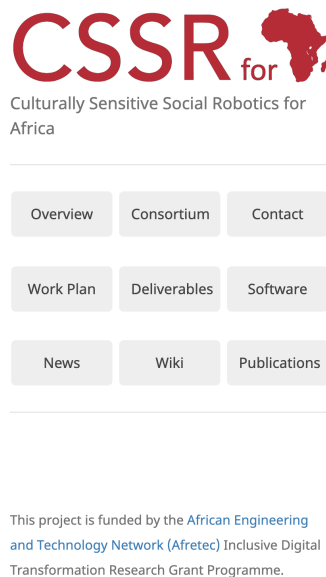 CSSR for
Culturally Sensitive Social Robotics for
Africa
Overview Consortium Contact
Work Plan Deliverables Software
News Wiki Publications
This project is funded by the African Engineering
and Technology Network (Afretec) Inclusive Digital
Transformation Research Grant Programme.